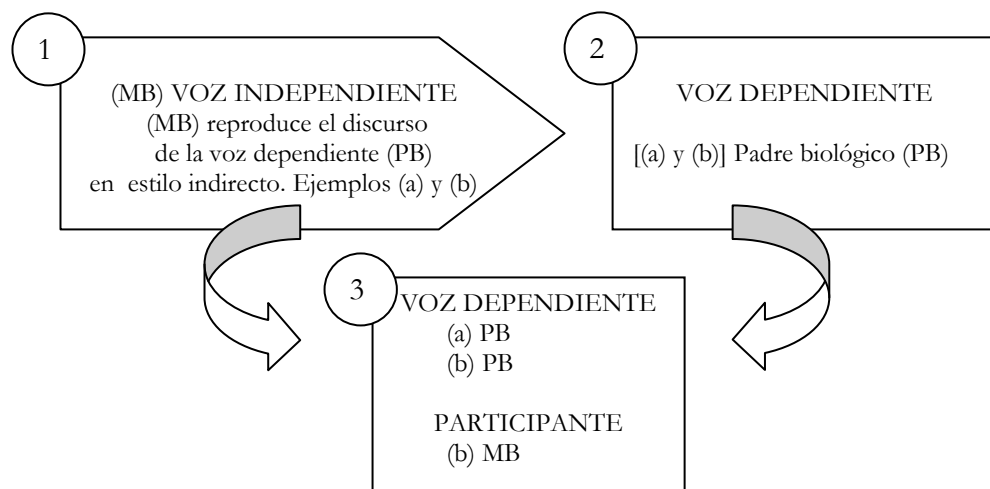 1
(MB) VOZ INDEPENDIENTE
(MB) reproduce el discurso
de la voz dependiente (PB)
en estilo indirecto. Ejemplos (a) y (b)
2
VOZ DEPENDIENTE
[(a) y (b)] Padre biológico (PB)
3
VOZ DEPENDIENTE
(a) PB
(b) PB
PARTICIPANTE
(b) MB